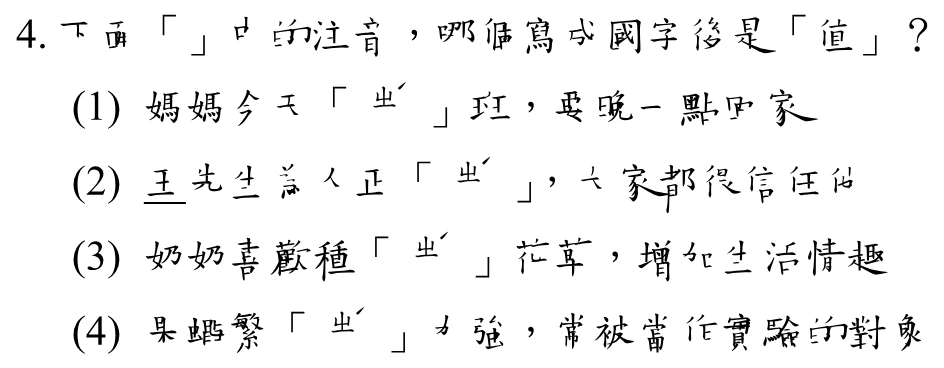 4. 下面「」中的注音，哪個寫成國字後是「值」？
(1) 媽媽今天「ㄓˊ」班，要晚一點回家
(2) 王先生為人正「ㄓˊ」，大家都很信任他
(3) 奶奶喜歡種「ㄓˊ」花草，增加生活情趣
(4) 果蠅繁「ㄓˊ」力強，常被當作實驗的對象